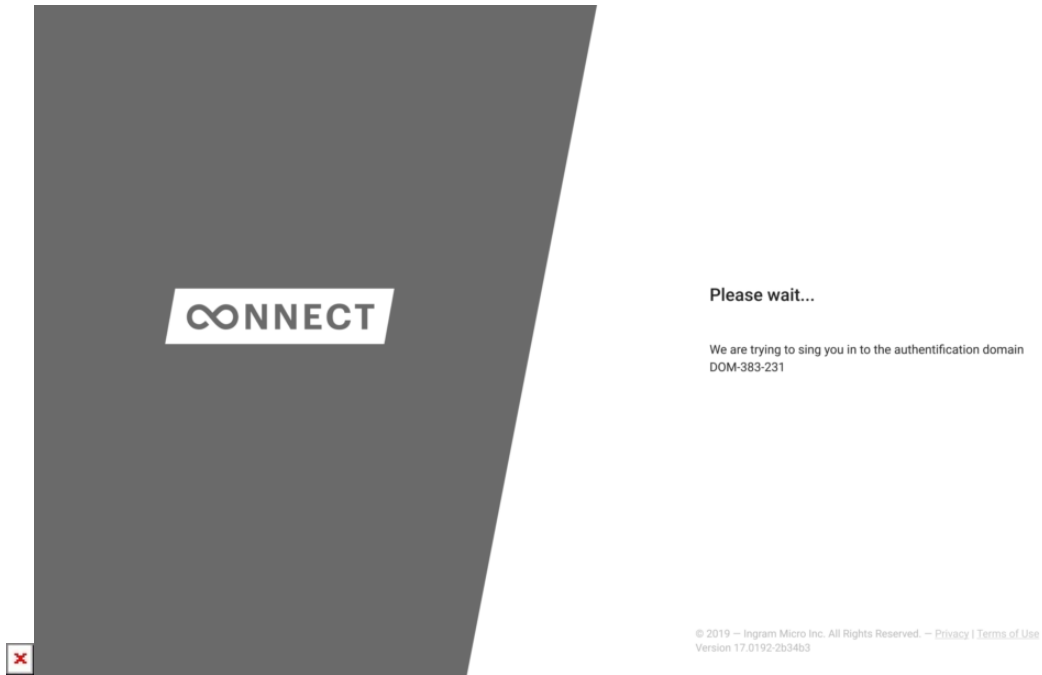 CONNECT
Please wait...
We are trying to sing you in to the authentification domain
DOM-383-231
© 2019 — Ingram Micro Inc. All Rights Reserved. — Privacy | Terms of Use
Version 17.0192-2b34b3